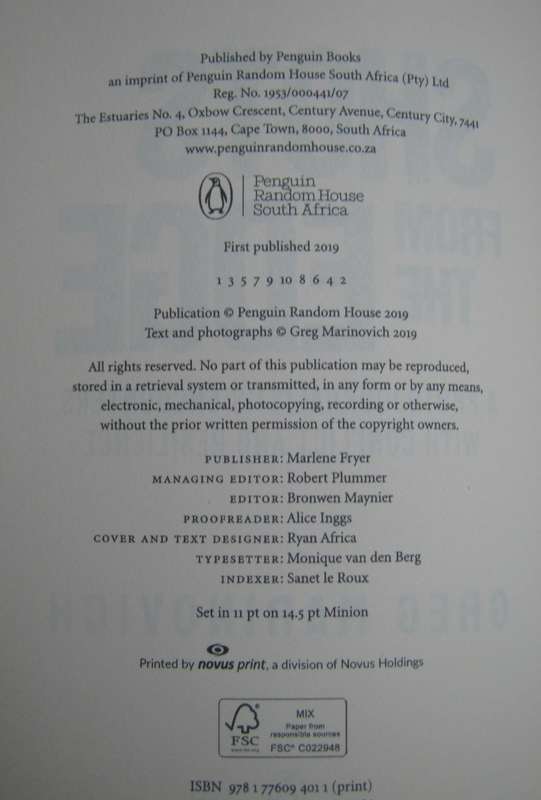 Published by Penguin Books
an imprint of Penguin Random House South Africa (Pty) Ltd
Reg. No. 1953/000441/07
The Estuaries No. 4, Oxbow Crescent, Century Avenue, Century City, 7441
PO Box 1144, Cape Town, 8000, South Africa
www.penguinrandomhouse.co.za
Penguin
Random House
South Africa
First published 2019
1 3 5 7 9 10 8 6 4 2
Publication © Penguin Random House 2019
Text and photographs © Greg Marinovich 2019
All rights reserved. No part of this publication may be reproduced,
stored in a retrieval system or transmitted, in any form or by any means,
electronic, mechanical, photocopying, recording or otherwise,
without the prior written permission of the copyright owners.
PUBLISHER: Marlene Fryer
MANAGING EDITOR: Robert Plummer
EDITOR: Bronwen Maynier
PROOFREADER: Alice Inggs
COVER AND TEXT DESIGNER: Ryan Africa
TYPESETTER: Monique van den Berg
INDEXER: Sanet le Roux
Set in 11 pt on 14.5 pt Minion
Printed by novus print, a division of Novus Holdings
FSC
www.fsc.org
MIX
Paper from
responsible sources
FSC® C022948
ISBN 978 1 77609 401 1 (print)